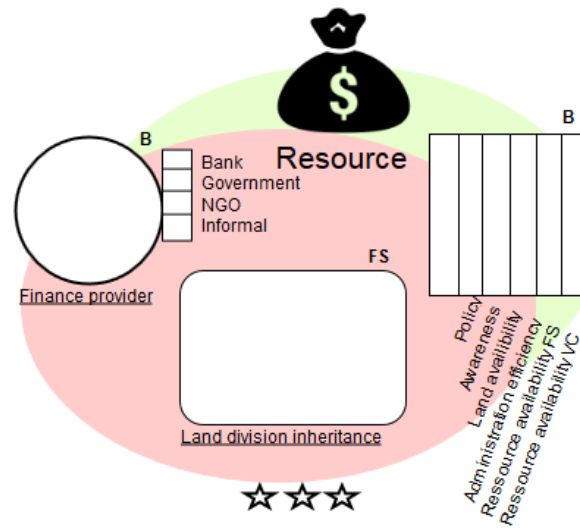 $
B
B
Resource
Bank
Government
NGO
Informal
FS
Finance provider
Land division inheritance
Policy
Awareness
Land availibility
Administration efficiency
Ressource availability FS
Ressource availability VC